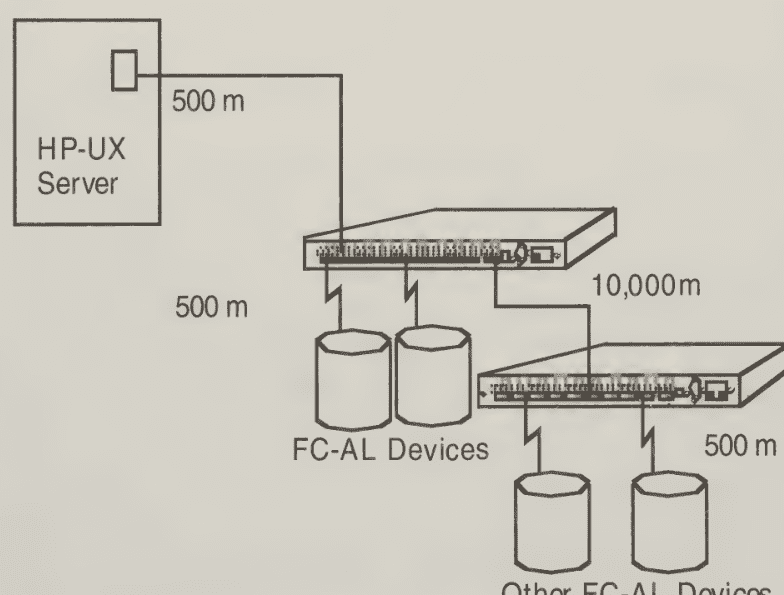 500 m
HP-UX
Server
500 m
10,000m
FC-AL Devices
500 m
Other FC-AL Devices